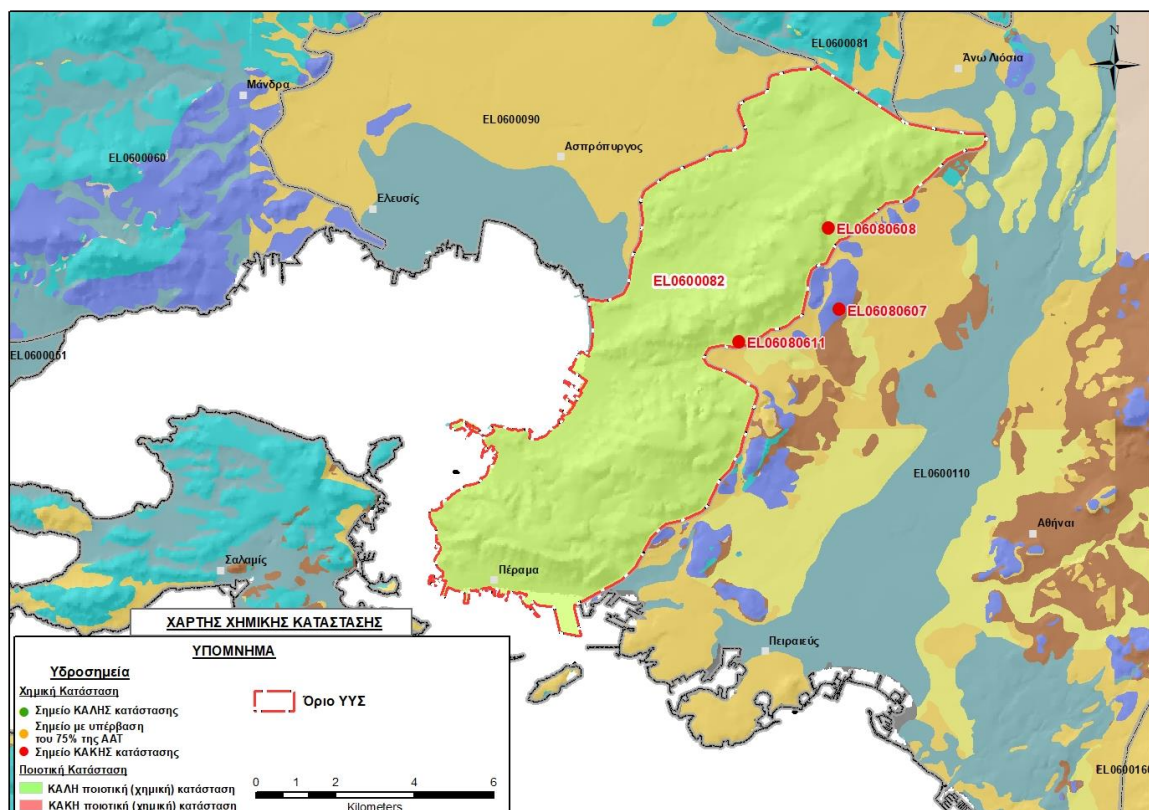 EL0600081
N
Άνω Λιόσια
Μάνδρα
EL0600090
EL0600060
Ασπρόπυργος
Ελευσίς
EL06080608
EL0600082
EL06080607
EL06080611
EL0600051
EL0600110
Αθήναι
Σαλαμίς
Πέραμα
Πειραιεύς
EL0600160
ΧΑΡΤΗΣ ΧΗΜΙΚΗΣ ΚΑΤΑΣΤΑΣΗΣ
ΥΠΟΜΝΗΜΑ
Υδροσημεία
Χημική Κατάσταση
Σημείο ΚΑΛΗΣ κατάστασης
Σημείο με υπέρβαση
του 75% της ΑΑΤ
Σημείο ΚΑΚΗΣ κατάστασης
Όριο ΥΥΣ
Ποιοτική Κατάσταση
ΚΑΛΗ ποιοτική (χημική) κατάσταση
ΚΑΚΗ ποιοτική (χημική) κατάσταση
0 1 2 4 6
Kilometers